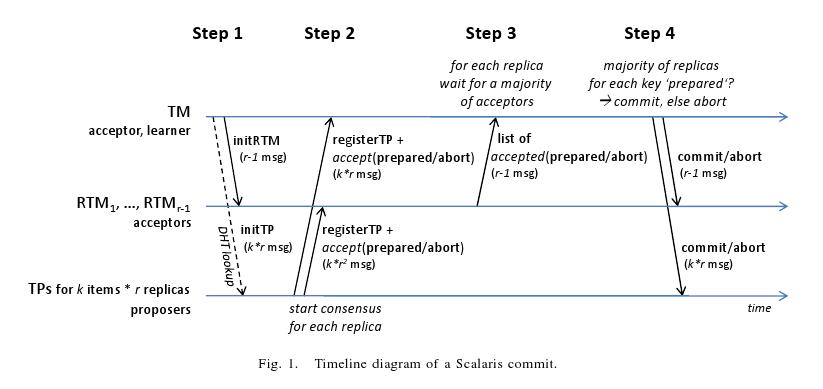 Step 1 Step 2 Step 3 Step 4
for each replica
wait for a majority
of acceptors
majority of replicas
for each key ‘prepared‘?
→ commit, else abort
TM
acceptor, learner
initRTM
(r-1 msg)
registerTP +
accept(prepared/abort)
(k*r msg)
list of
accepted(prepared/abort)
(r-1 msg)
commit/abort
(r-1 msg)
RTM1, ..., RTMr-1
acceptors
DHT lookup
initTP
(k*r msg)
registerTP +
accept(prepared/abort)
(k*r² msg)
commit/abort
(k*r msg)
TPs for k items * r replicas
proposers
start consensus
for each replica
time
Fig. 1. Timeline diagram of a Scalaris commit.